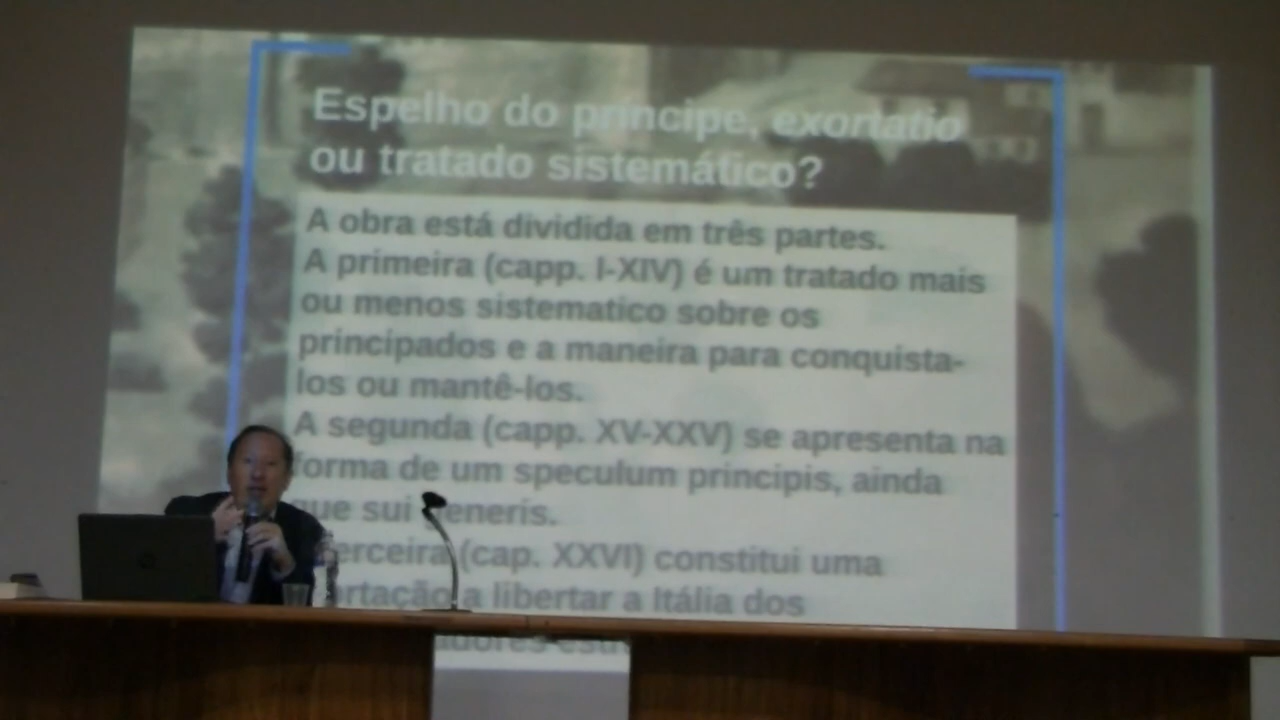 Espelho do príncipe, exortatio
ou tratado sistemático?
A obra está dividida em três partes.
A primeira (capp. I-XIV) é um tratado mais
ou menos sistematico sobre os
principados e a maneira para conquista-
los ou mantê-los.
A segunda (capp. XV-XXV) se apresenta na
forma de um speculum principis, ainda
que sui generis.
terceira (cap. XXVI) constitui uma
a libertar a Itália dos